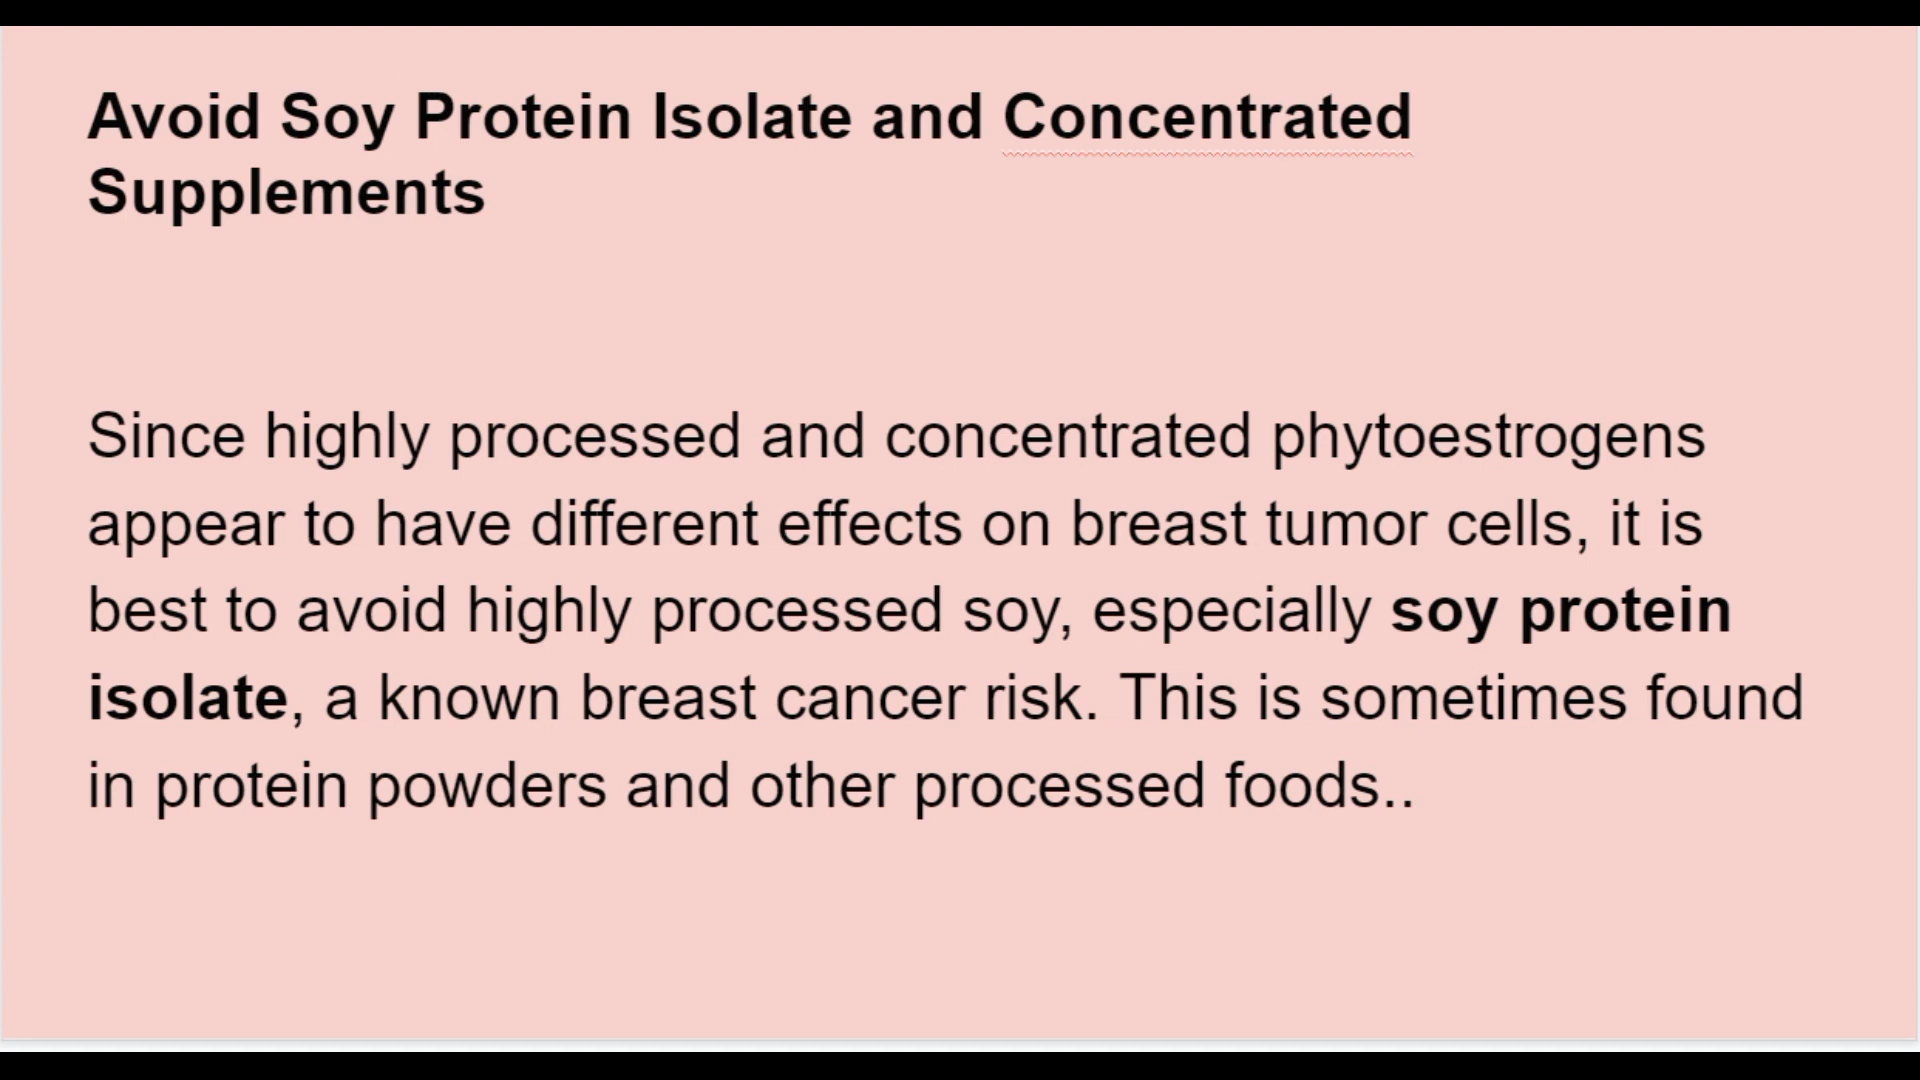 Avoid Soy Protein Isolate and Concentrated
Supplements
Since highly processed and concentrated phytoestrogens
appear to have different effects on breast tumor cells, it is
best to avoid highly processed soy, especially soy protein
isolate, a known breast cancer risk. This is sometimes found
in protein powders and other processed foods..